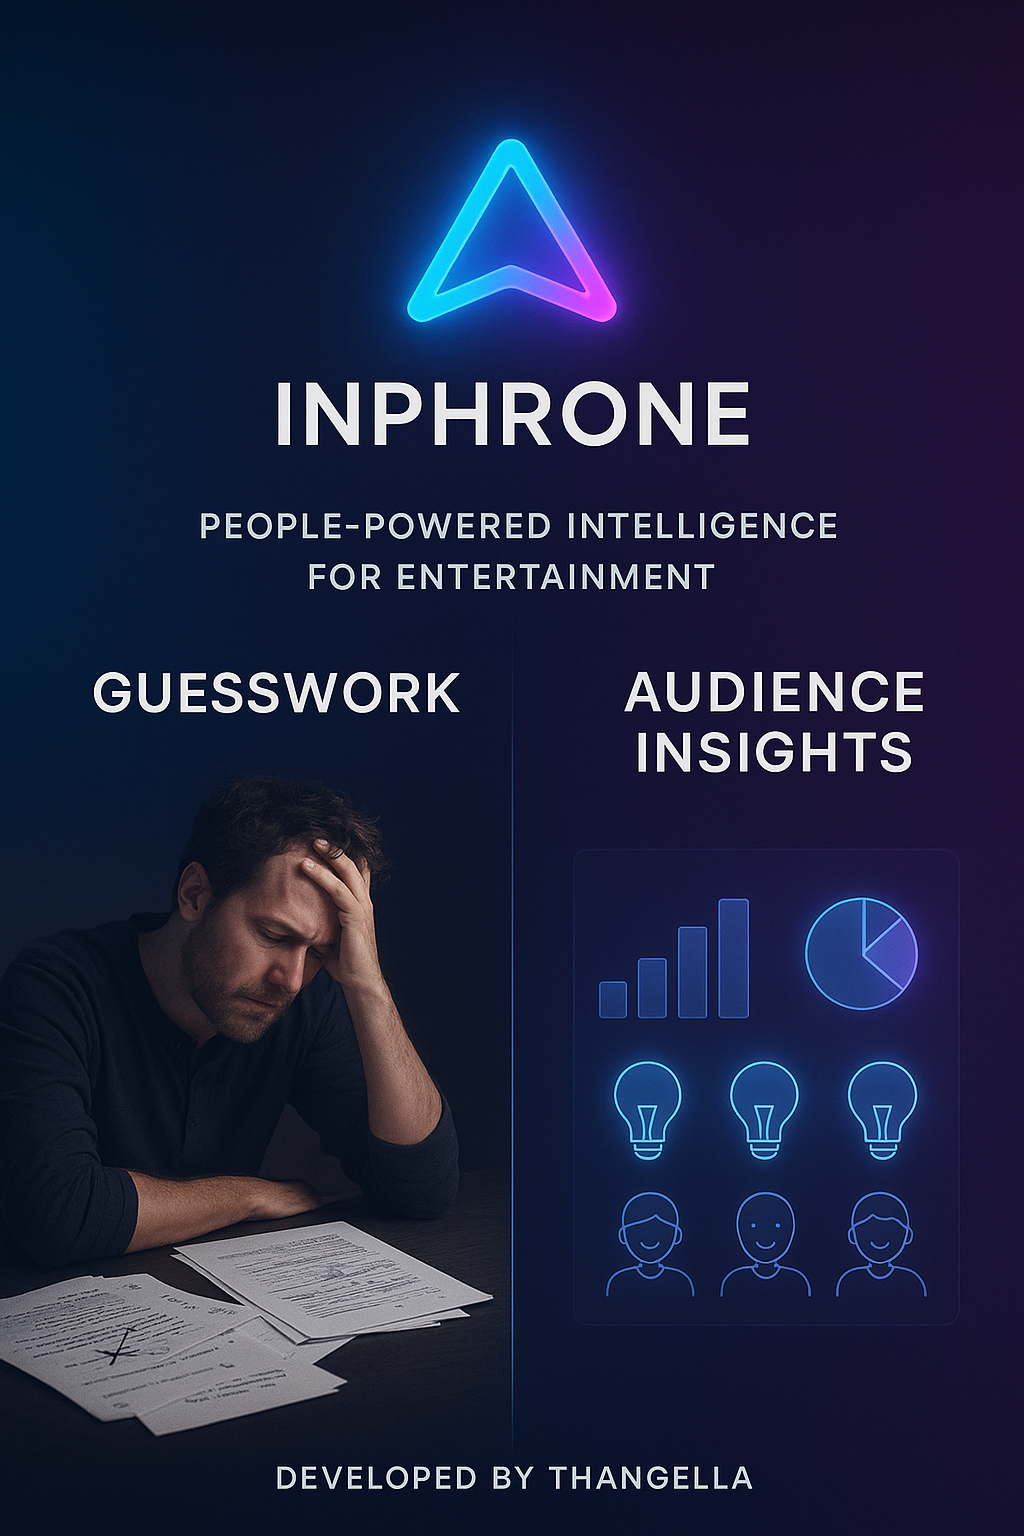 INPHRONE
PEOPLE-POWERED INTELLIGENCE
FOR ENTERTAINMENT
GUESSWORK
AUDIENCE
INSIGHTS
DEVELOPED BY THANGELLA